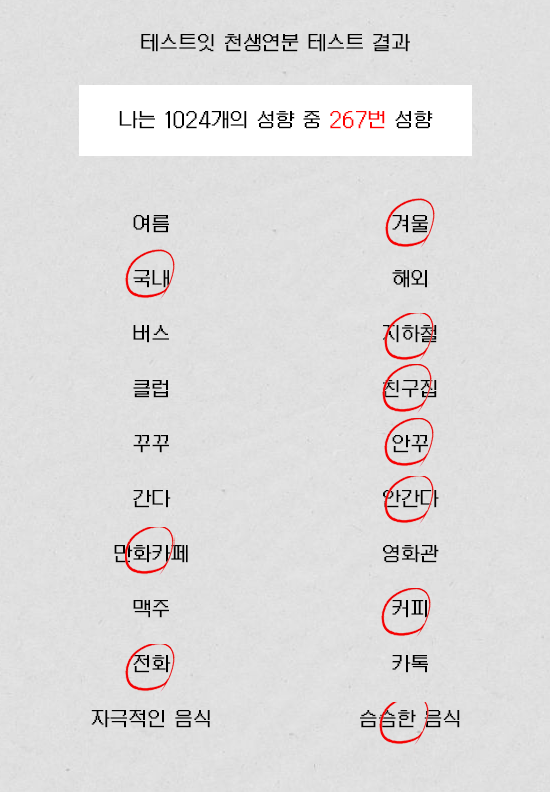 테스트잇 천생연분 테스트 결과
나는 1024개의 성향 중 267번 성향
여름 겨울
국내 해외
버스 지하철
클럽 친구집
꾸꾸 안꾸
간다 안간다
만화카페 영화관
맥주 커피
전화 카톡
자극적인 음식 슴슴한 음식